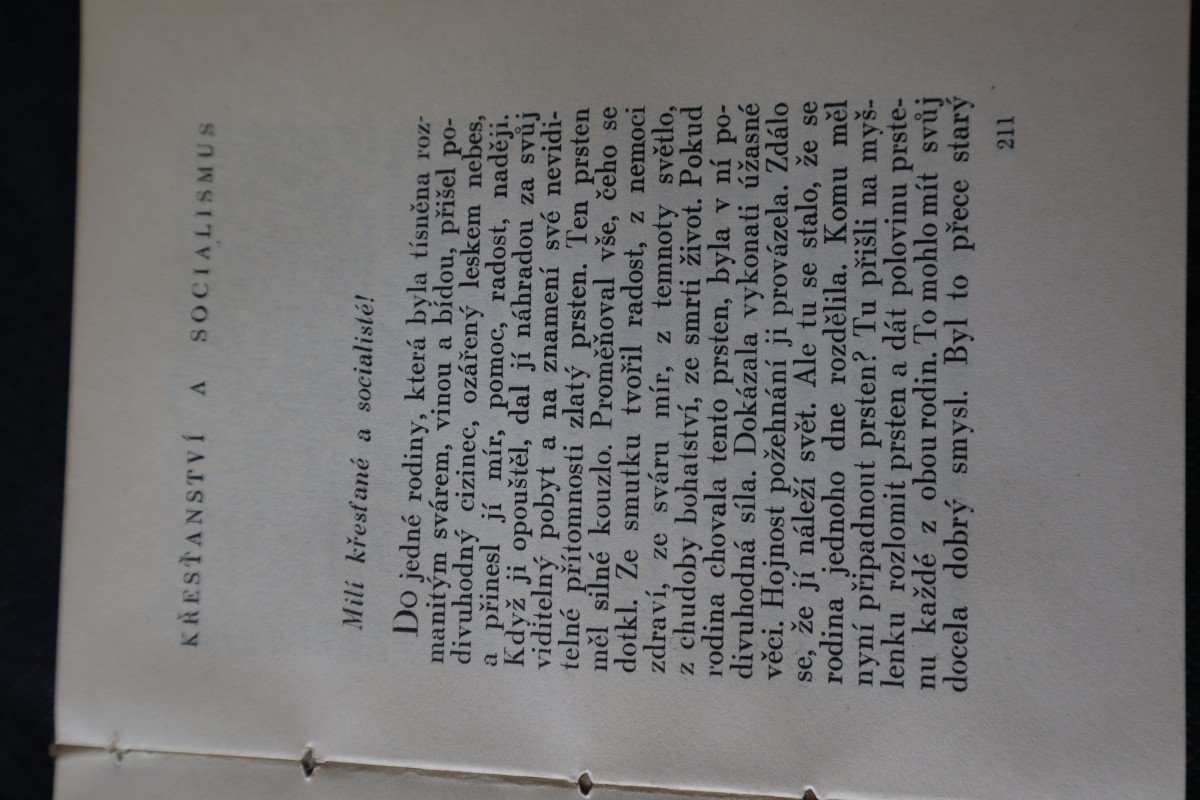 KŘESŤANSTVÍ A SOCIALISMUS
Milí křesťané a socialisté!
Do jedné rodiny, která byla tísněna roz-
manitým svárem, vinou a bídou, přišel po-
divuhodný cizinec, ozářený leskem nebes,
a přinesl jí mír, pomoc, radost, naději.
Když ji opouštěl, dal jí náhradou za svůj
viditelný pobyt a na znamení své nevidi-
telné přítomnosti zlatý prsten. Ten prsten
měl silné kouzlo. Proměňoval vše, čeho se
dotkl. Ze smutku tvořil radost, z nemoci
zdraví, ze sváru mír, z temnoty světlo,
z chudoby bohatství, ze smrti život. Pokud
rodina chovala tento prsten, byla v ní po-
divuhodná síla. Dokázala vykonati úžasné
věci. Hojnost požehnání ji provázela. Zdálo
se, že jí náleží svět. Ale tu se stalo, že se
rodina jednoho dne rozdělila. Komu měl
nyní připadnout prsten? Tu přišli na myš-
lenku rozlomit prsten a dát polovinu prste-
nu každé z obou rodin. To mohlo mít svůj
docela dobrý smysl. Byl to přece starý
211